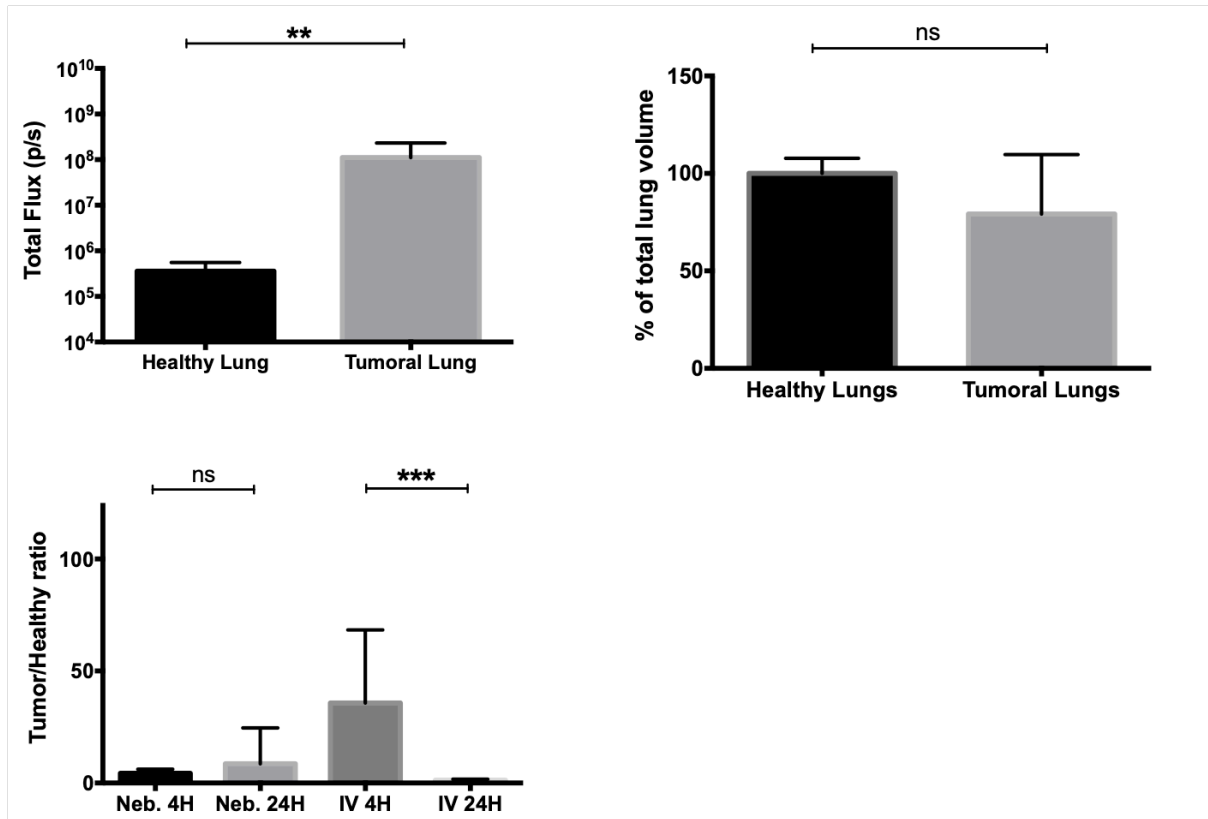 **
Total Flux (p/s)
10¹⁰
10⁹
10⁸
10⁷
10⁶
10⁵
10⁴
Healthy Lung Tumoral Lung
ns
% of total lung volume
150
100
50
0
Healthy Lungs Tumoral Lungs
ns ***
Tumor/Healthy ratio
100
50
0
Neb. 4H Neb. 24H IV 4H IV 24H